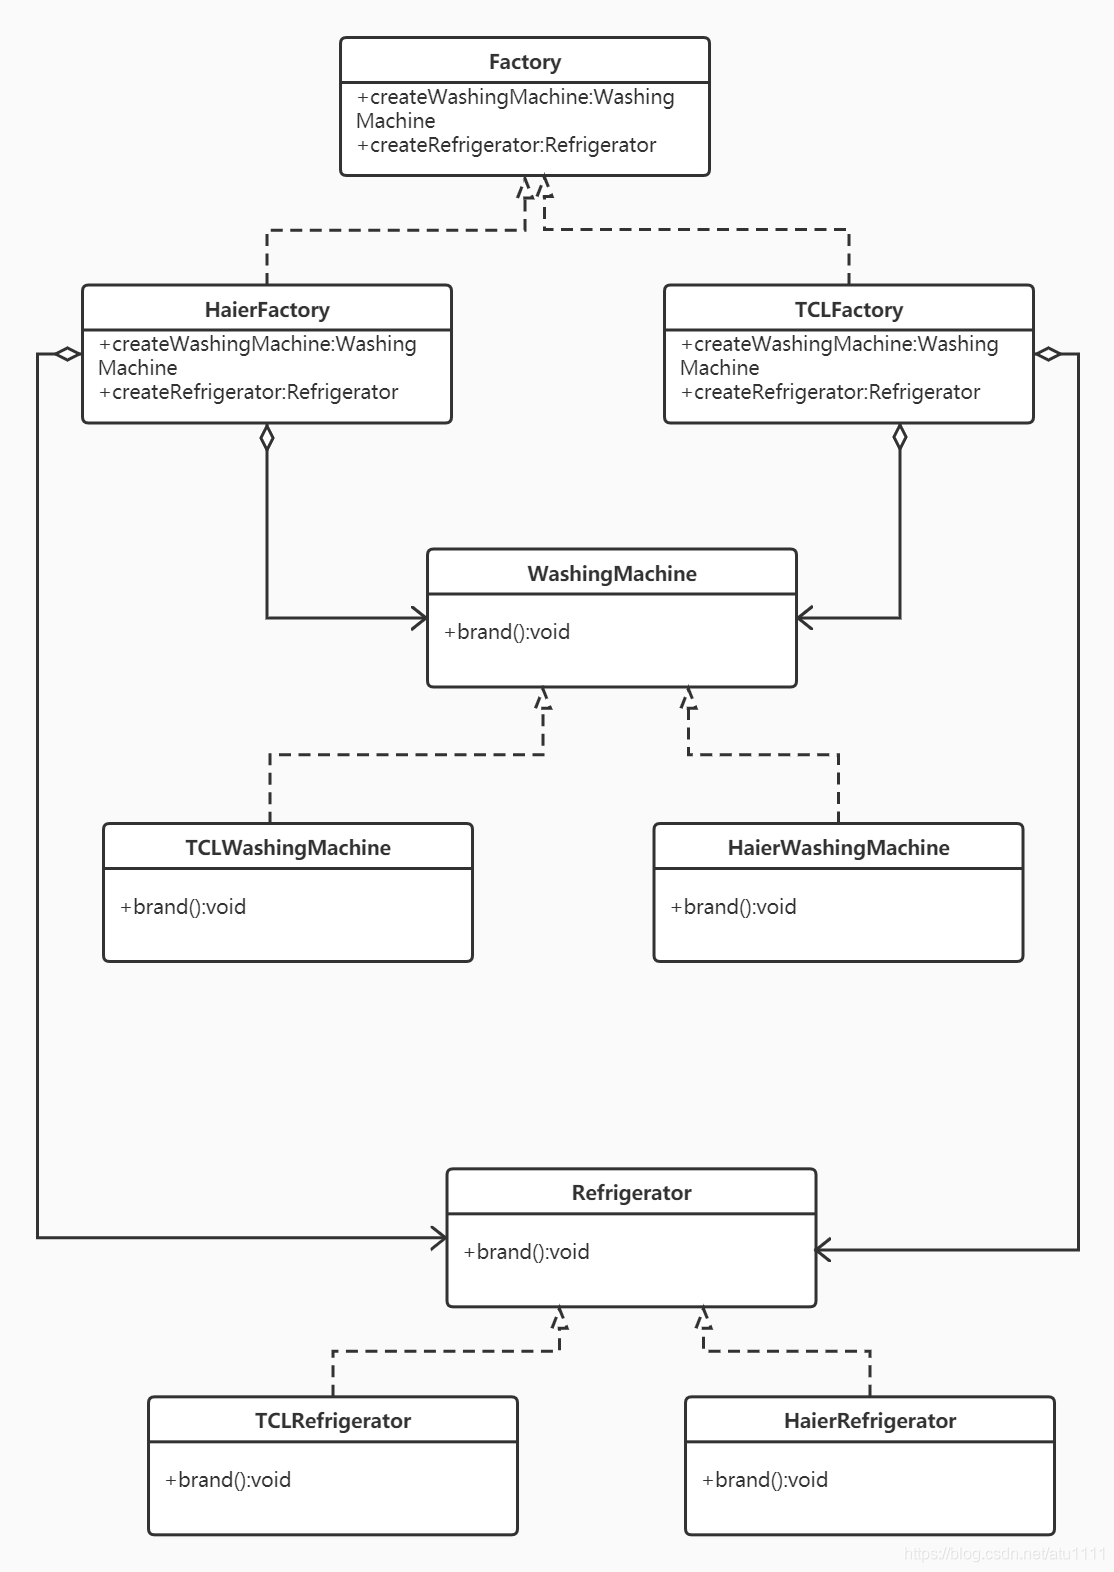 Factory
+createWashingMachine:Washing
Machine
+createRefrigerator:Refrigerator
HaierFactory
+createWashingMachine:Washing
Machine
+createRefrigerator:Refrigerator
TCLFactory
+createWashingMachine:Washing
Machine
+createRefrigerator:Refrigerator
WashingMachine
+brand():void
TCLWashingMachine
+brand():void
HaierWashingMachine
+brand():void
Refrigerator
+brand():void
TCLRefrigerator
+brand():void
HaierRefrigerator
+brand():void
https://blog.csdn.net/atu1111